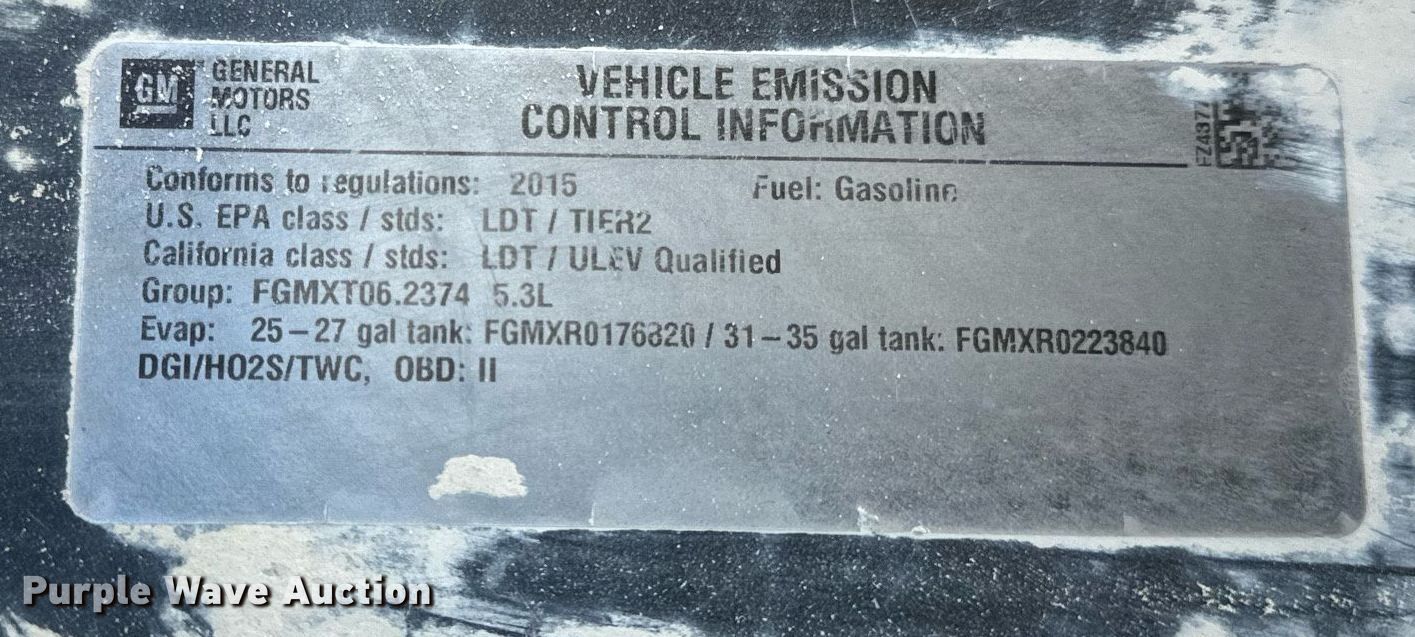 GM GENERAL
MOTORS
LLC
VEHICLE EMISSION
CONTROL INFORMATION
Conforms to regulations: 2015 Fuel: Gasoline
U.S. EPA class / stds: LDT / TIER2
California class / stds: LDT / ULEV Qualified
Group: FGMXT06.2374 5.3L
Evap: 25–27 gal tank: FGMXR0176820 / 31–35 gal tank: FGMXR0223840
DGI/HO2S/TWC, OBD: II
Purple Wave Auction